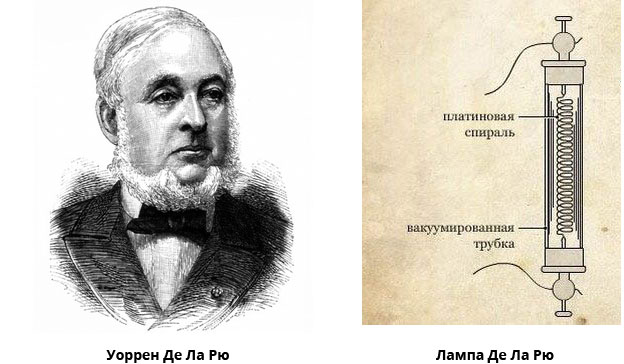 платиновая
спираль
вакуумированная
трубка
Уоррен Де Ла Рю
Лампа Де Ла Рю